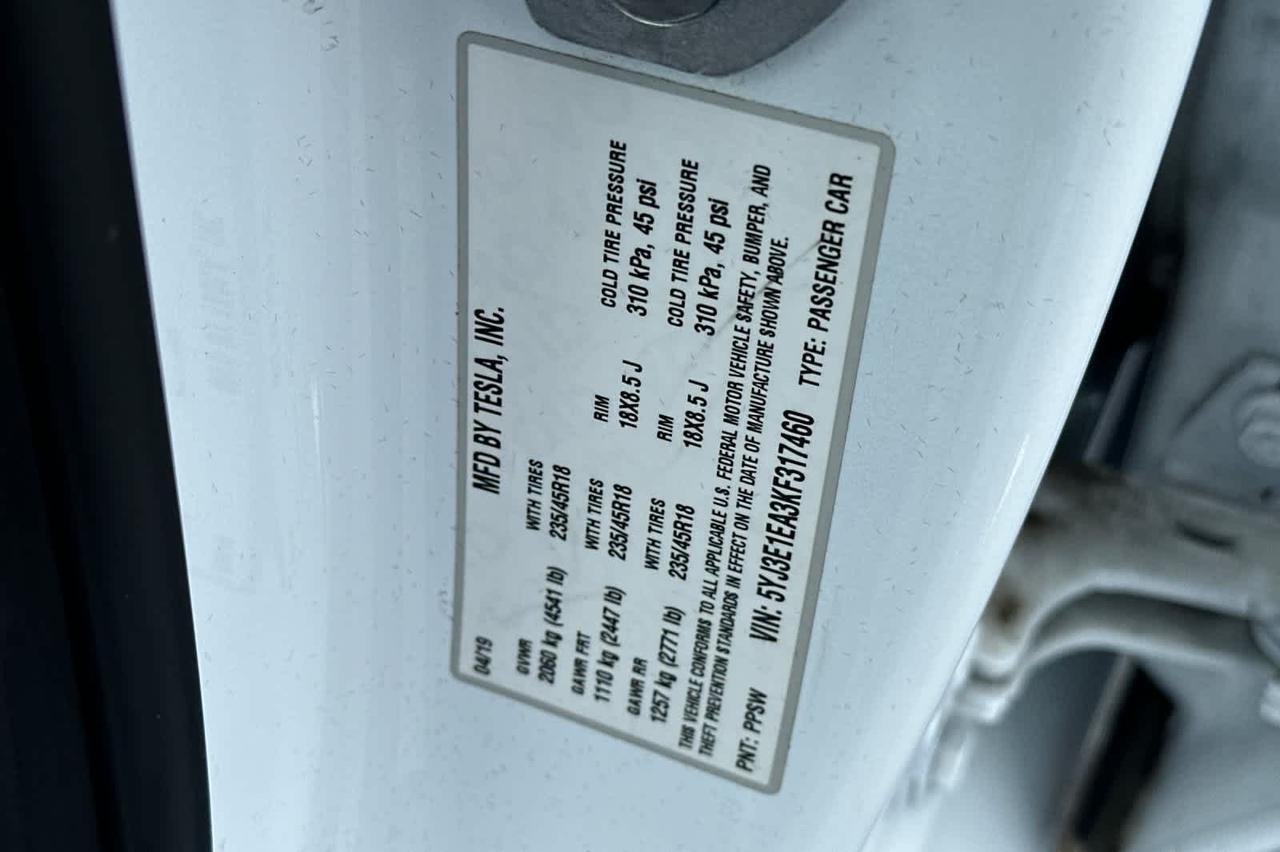 04/19 MFD BY TESLA, INC.
GVWR WITH TIRES
2060 kg (4541 lb) 235/45R18
GAWR FRT WITH TIRES RIM COLD TIRE PRESSURE
1110 kg (2447 lb) 235/45R18 18X8.5 J 310 kPa, 45 psi
GAWR RR WITH TIRES RIM COLD TIRE PRESSURE
1257 kg (2771 lb) 235/45R18 18X8.5 J 310 kPa, 45 psi
THIS VEHICLE CONFORMS TO ALL APPLICABLE U.S. FEDERAL MOTOR VEHICLE SAFETY, BUMPER, AND
THEFT PREVENTION STANDARDS IN EFFECT ON THE DATE OF MANUFACTURE SHOWN ABOVE.
PNT: PPSW VIN: 5YJ3E1EA3KF317460 TYPE: PASSENGER CAR